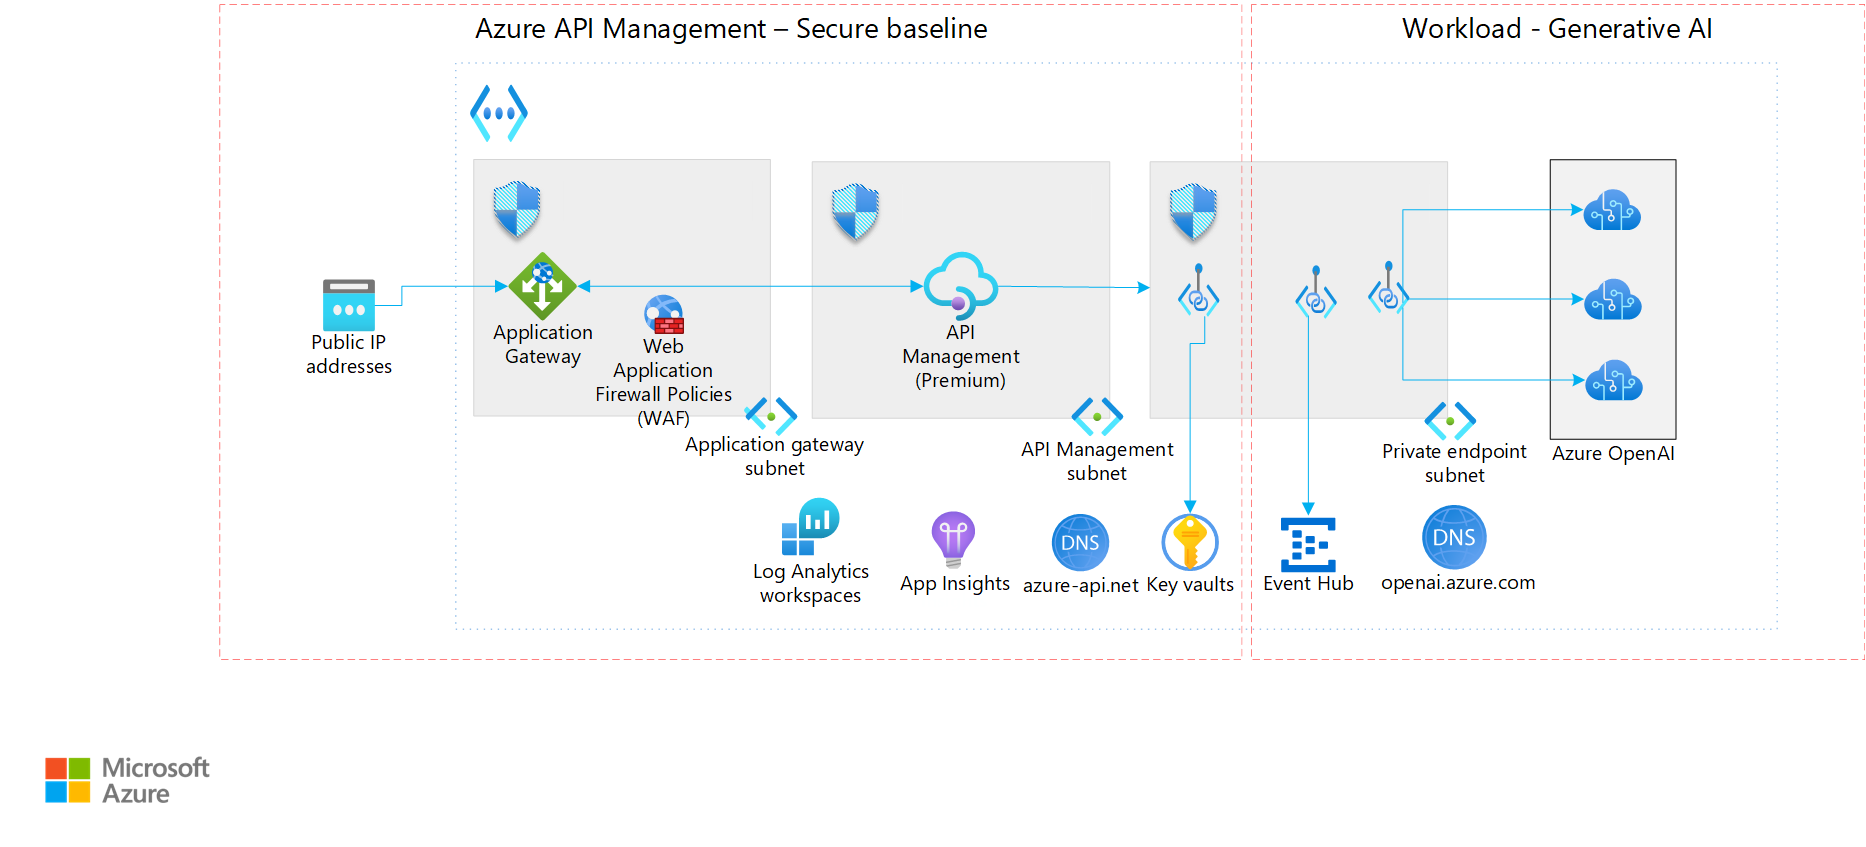 Azure API Management – Secure baseline
Workload - Generative AI
Public IP
addresses
Application
Gateway
Web
Application
Firewall Policies
(WAF)
Application gateway
subnet
API
Management
(Premium)
API Management
subnet
Private endpoint
subnet
Azure OpenAI
Log Analytics
workspaces
App Insights
DNS
azure-api.net
Key vaults
Event Hub
DNS
openai.azure.com
Microsoft
Azure